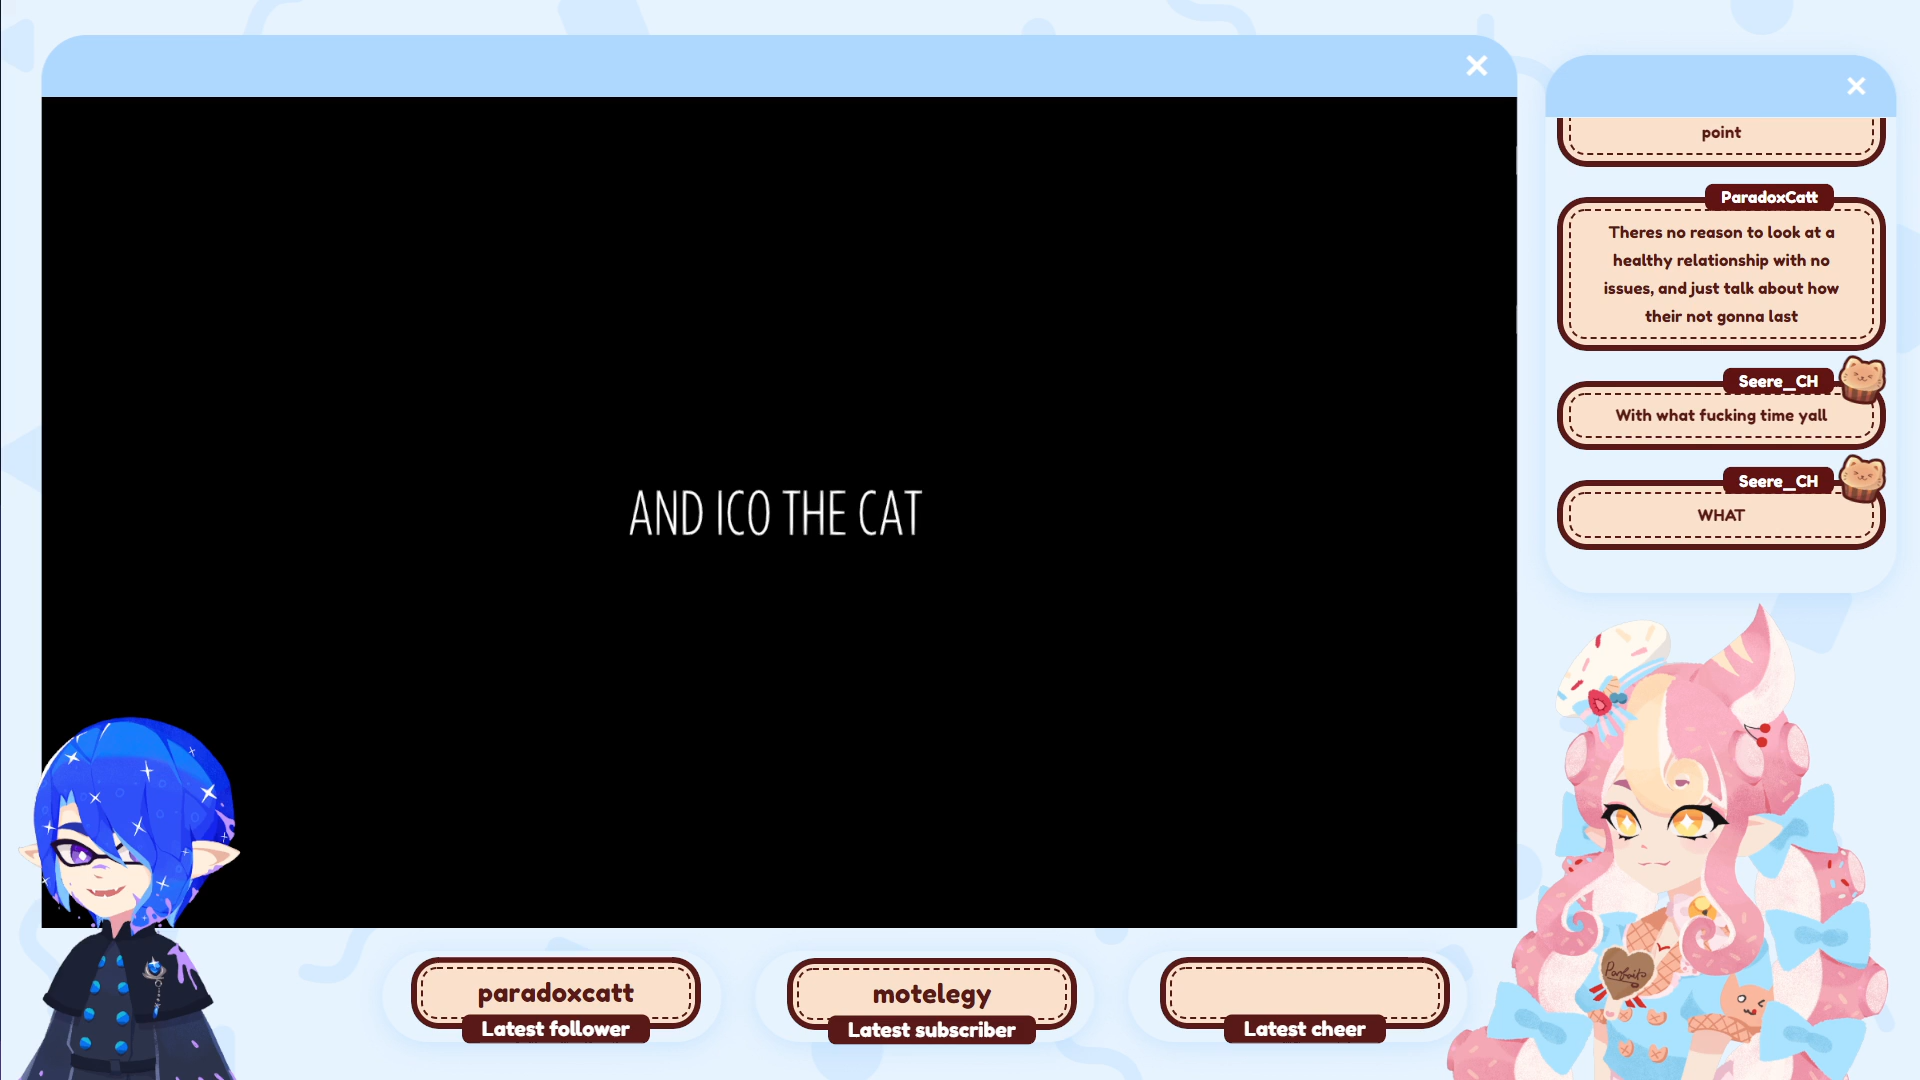 AND ICO THE CAT
point
ParadoxCatt
Theres no reason to look at a
healthy relationship with no
issues, and just talk about how
their not gonna last
Seere_CH
With what fucking time yall
Seere_CH
WHAT
Parfait
paradoxcatt
Latest follower
motelegy
Latest subscriber
Latest cheer